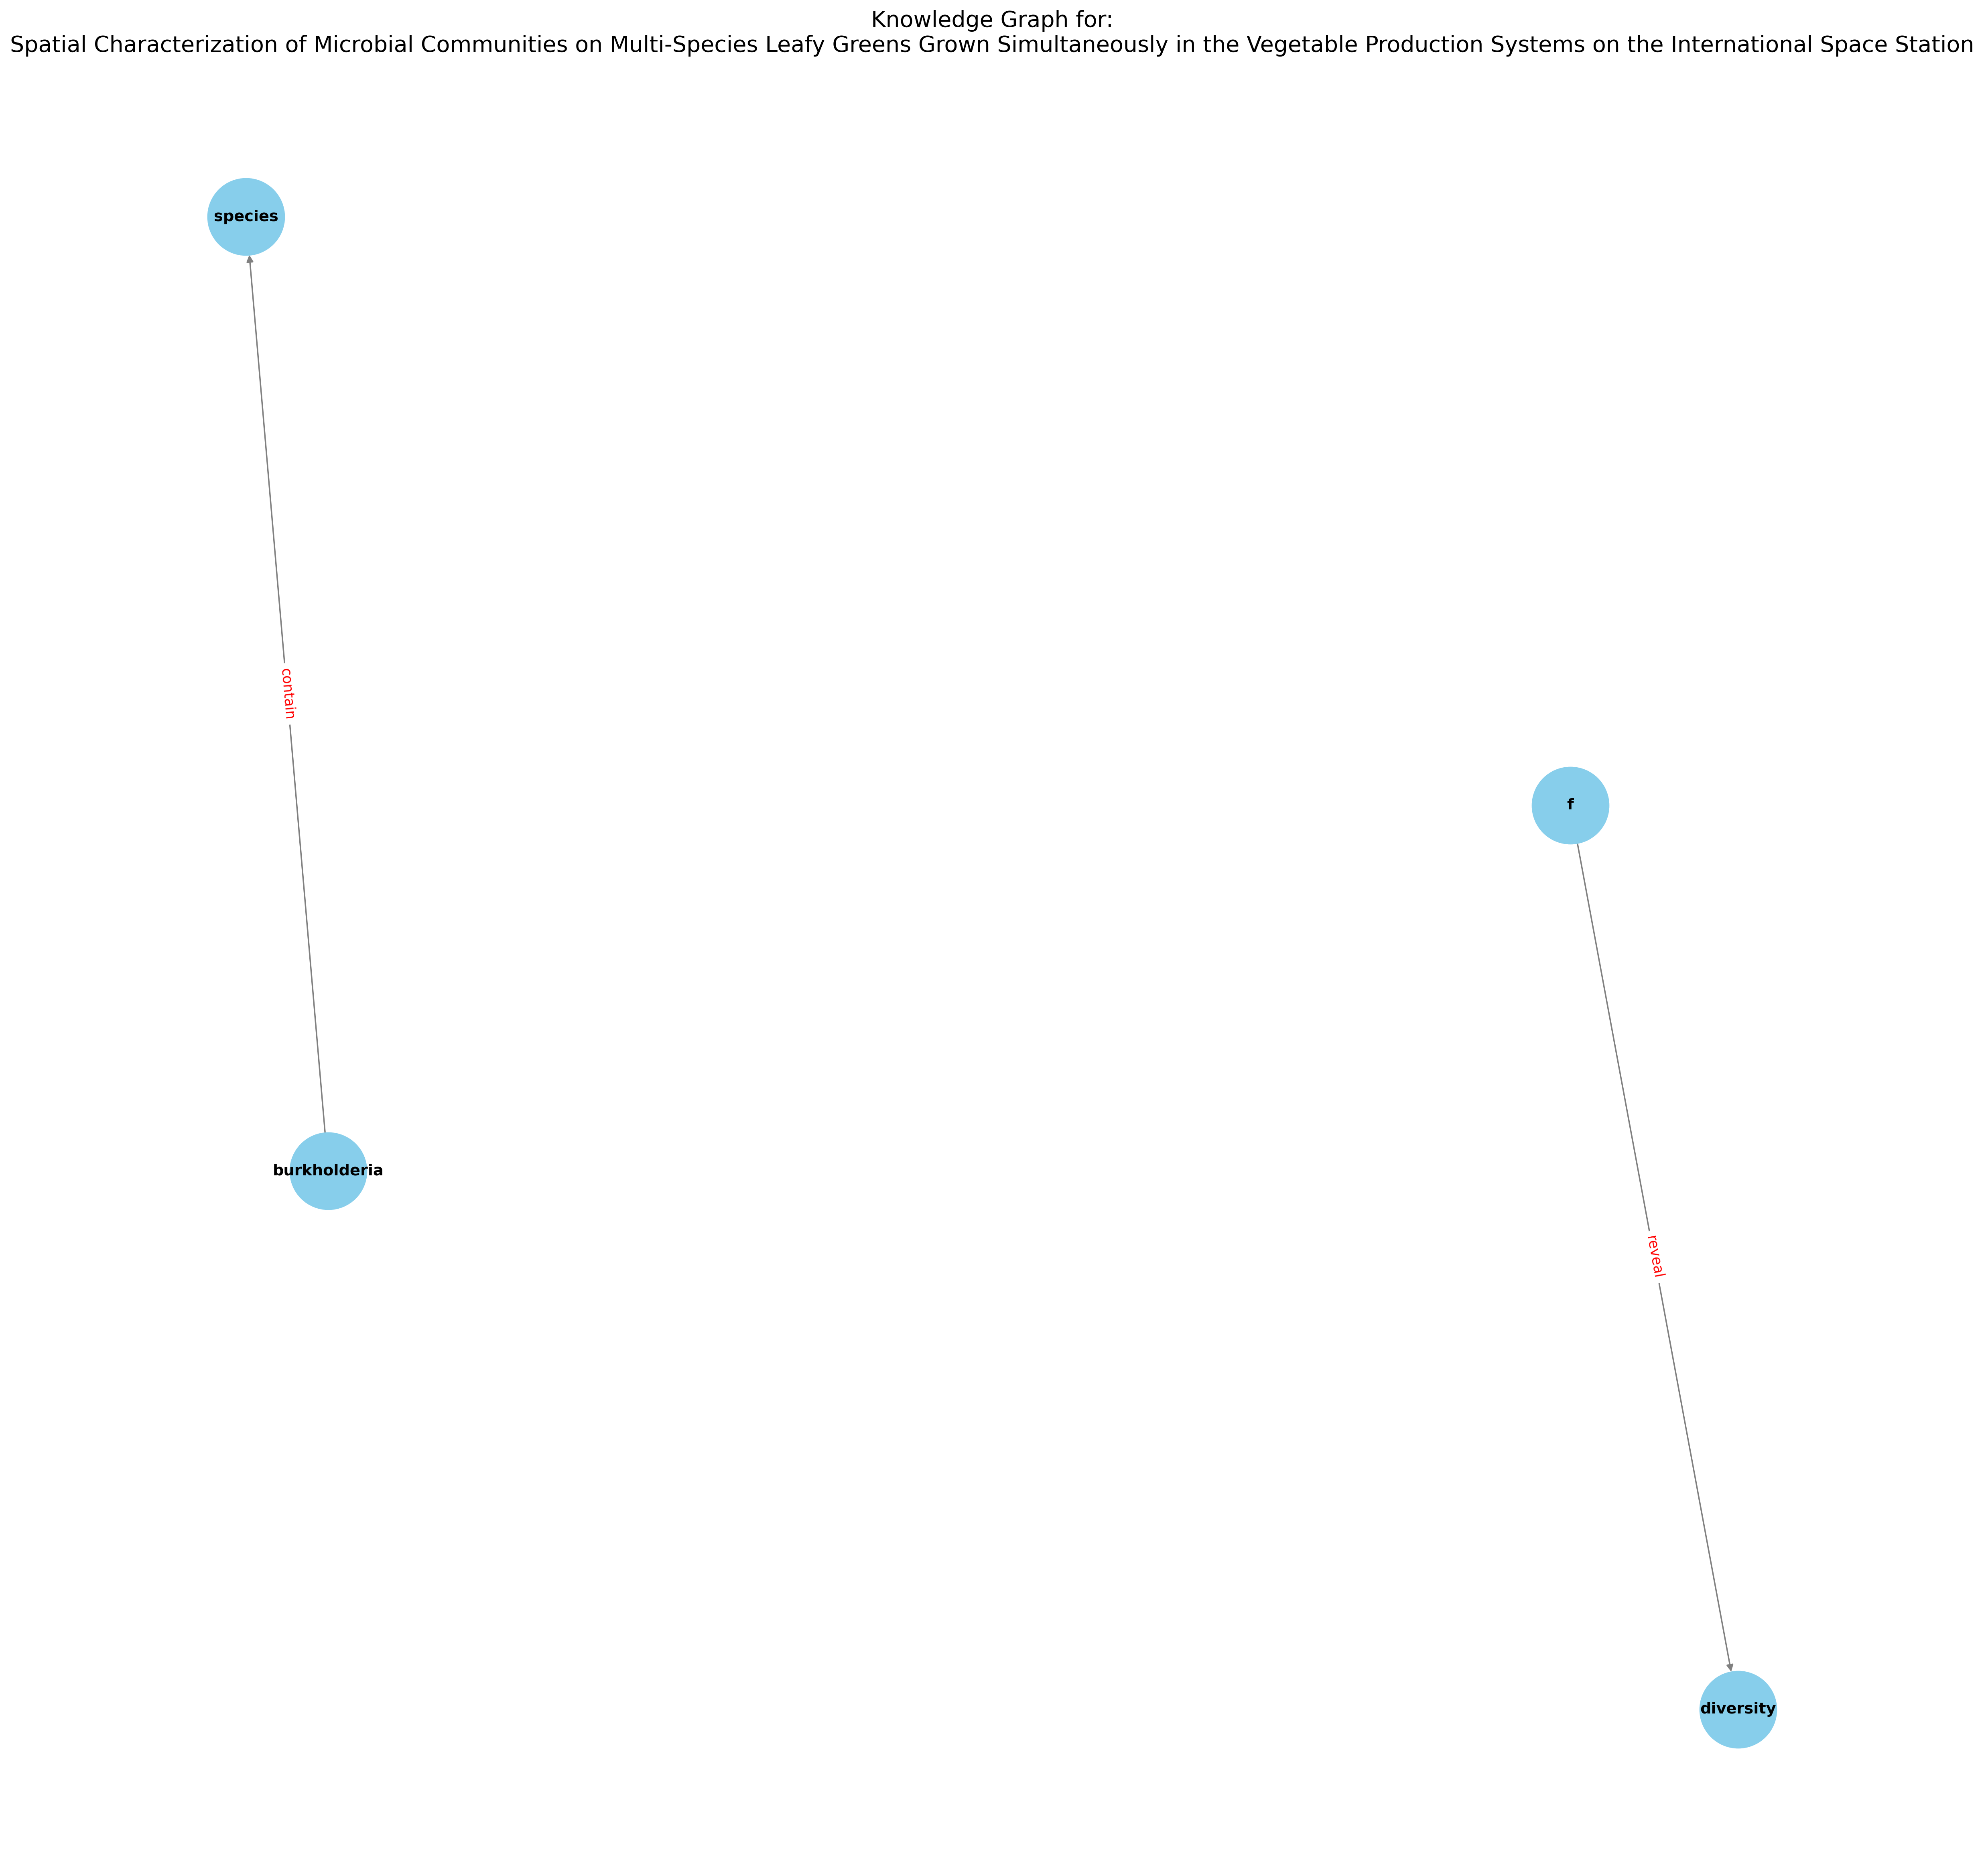 Knowledge Graph for:
Spatial Characterization of Microbial Communities on Multi-Species Leafy Greens Grown Simultaneously in the Vegetable Production Systems on the International Space Station
species
contain
f
burkholderia
reveal
diversity